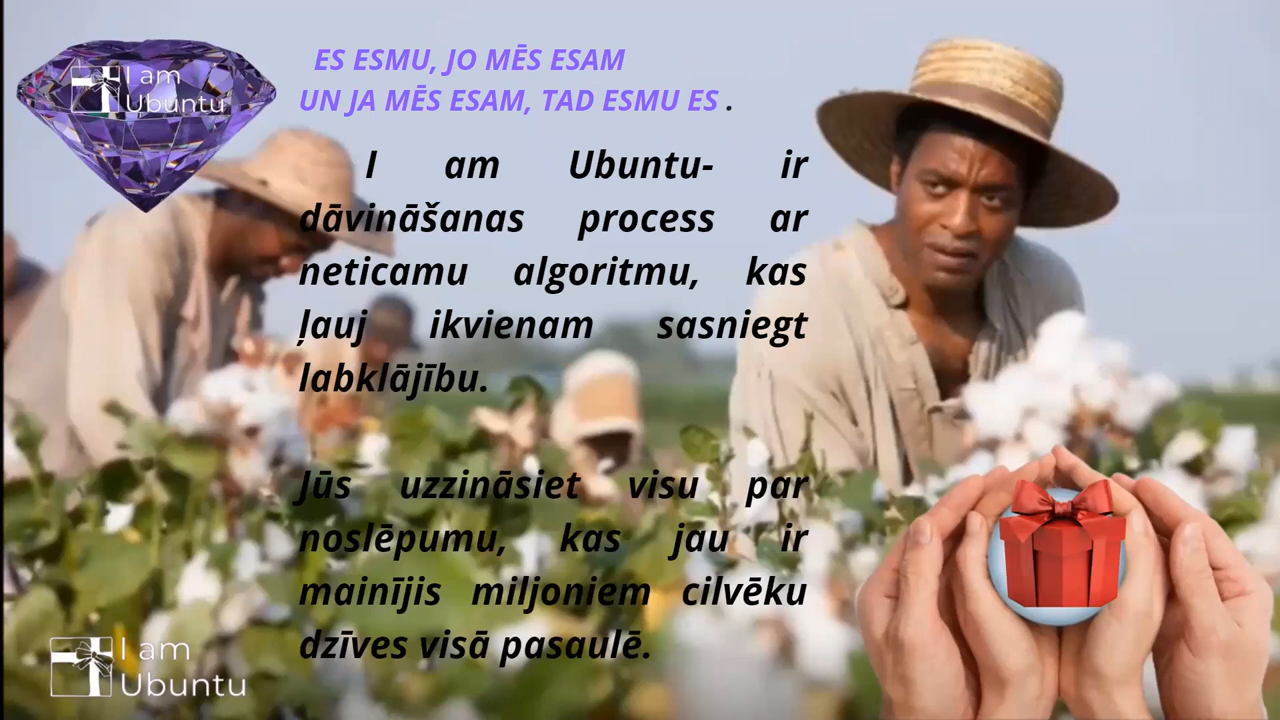 I am
Ubuntu
ES ESMU, JO MĒS ESAM
UN JA MĒS ESAM, TAD ESMU ES .
I am Ubuntu- ir
dāvināšanas process ar
neticamu algoritmu, kas
ļauj ikvienam sasniegt
labklājību.
Jūs uzzināsiet visu par
noslēpumu, kas jau ir
mainījis miljoniem cilvēku
dzīves visā pasaulē.
I am
Ubuntu